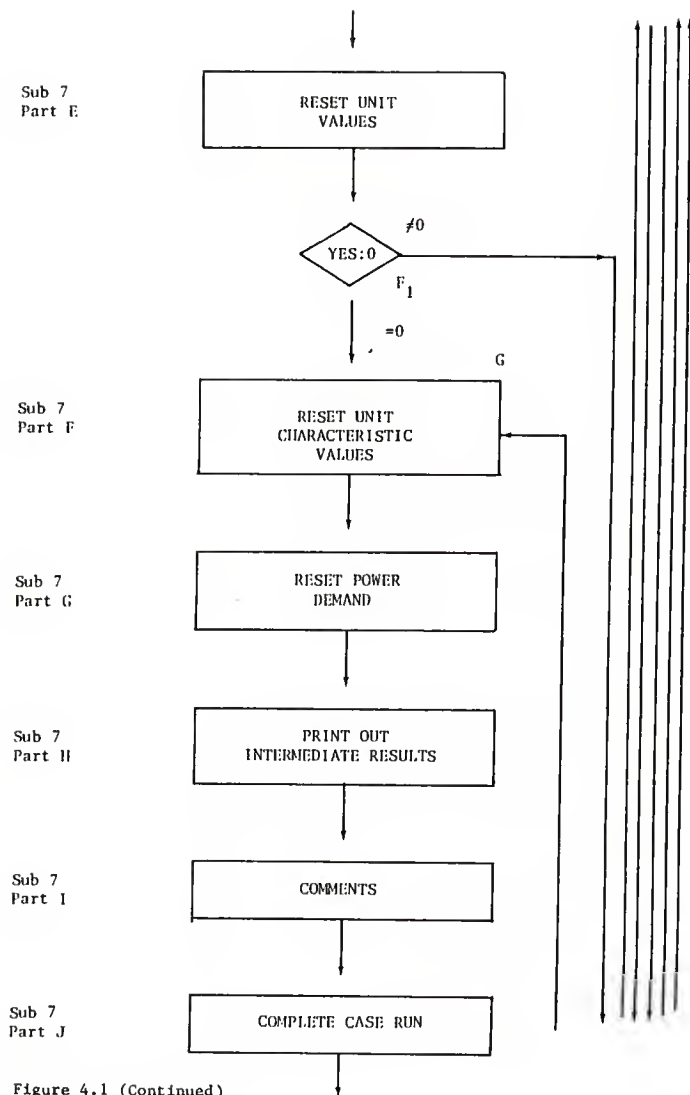 Sub 7
Part E
RESET UNIT
VALUES
≠0
YES:0
F1
=0
G
Sub 7
Part F
RESET UNIT
CHARACTERISTIC
VALUES
Sub 7
Part G
RESET POWER
DEMAND
Sub 7
Part H
PRINT OUT
INTERMEDIATE RESULTS
Sub 7
Part I
COMMENTS
Sub 7
Part J
COMPLETE CASE RUN
Figure 4.1 (Continued)